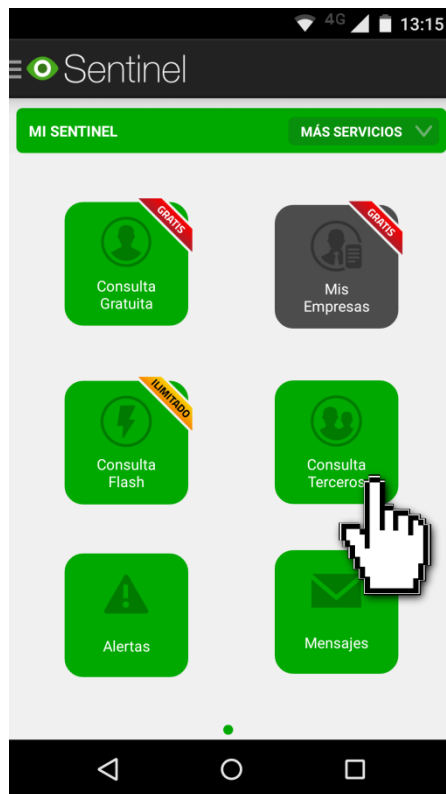 4G 13:15
Sentinel
MI SENTINEL MÁS SERVICIOS
GRATIS
Consulta
Gratuita
GRATIS
Mis
Empresas
ILIMITADO
Consulta
Flash
Consulta
Terceros
Alertas
Mensajes